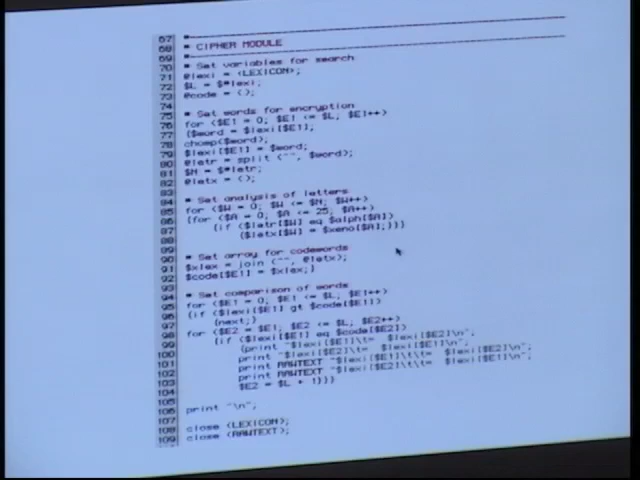 67 #
68 # CIPHER MODULE
69 #
70 # Set variables for search
71 @lexi = <LEXICON>;
72 $L = $#lexi;
73 @code = ();
74
75 # Set words for encryption
76 for ($E1 = 0; $E1 <= $L; $E1++)
77 {$word = $lexi[$E1];
78 chomp($word);
79 $lexi[$E1] = $word;
80 @letr = split ("", $word);
81 $N = $#letr;
82 @letx = ();
83
84 # Set analysis of letters
85 for ($W = 0; $W <= $N; $W++)
86 {for ($A = 0; $A <= 25; $A++)
87 {if ($letr[$W] eq $alph[$A])
88 {$letx[$W] = $xeno[$A];}}}
89
90 # Set array for codewords
91 $xlex = join ("", @letx);
92 $code[$E1] = $xlex;}
93
94 # Set comparison of words
95 for ($E1 = 0; $E1 <= $L; $E1++)
96 {if ($lexi[$E1] gt $code[$E1])
97 {next;}
98 for ($E2 = $E1; $E2 <= $L; $E2++)
99 {if ($lexi[$E1] eq $code[$E2])
100 {print "$lexi[$E1]\t= $lexi[$E2]\n";
101 print "$lexi[$E2]\t= $lexi[$E1]\n";
102 print RAWTEXT "$lexi[$E1]\t\t= $lexi[$E2]\n";
103 print RAWTEXT "$lexi[$E2]\t\t= $lexi[$E1]\n";
104 $E2 = $L + 1}}}
105
106 print "\n";
107
108 close (LEXICON);
109 close (RAWTEXT);